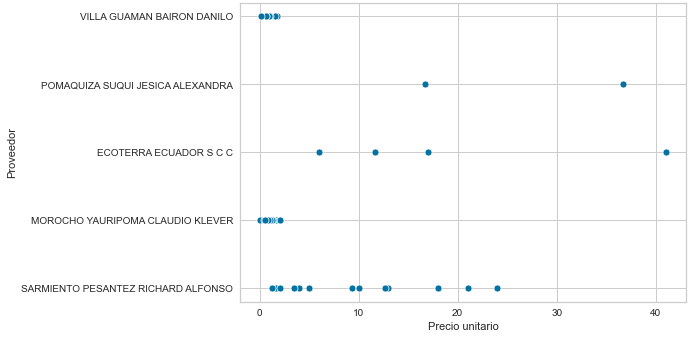 VILLA GUAMAN BAIRON DANILO
POMAQUIZA SUQUI JESICA ALEXANDRA
ECOTERRA ECUADOR S C C
MOROCHO YAURIPOMA CLAUDIO KLEVER
SARMIENTO PESANTEZ RICHARD ALFONSO
Proveedor
0 10 20 30 40
Precio unitario